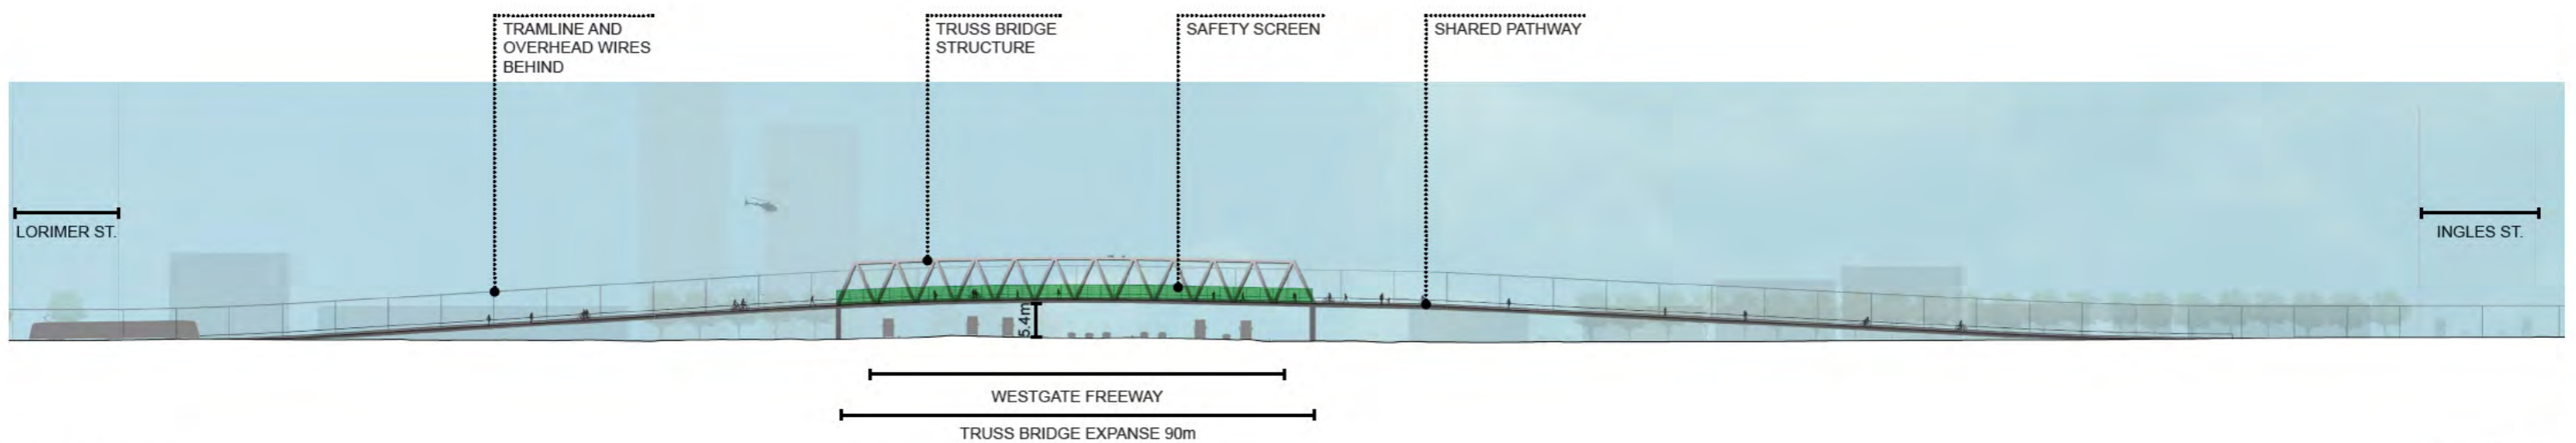 TRAMLINE AND
OVERHEAD WIRES
BEHIND
TRUSS BRIDGE
STRUCTURE
SAFETY SCREEN
SHARED PATHWAY
LORIMER ST.
INGLES ST.
5.4m
WESTGATE FREEWAY
TRUSS BRIDGE EXPANSE 90m